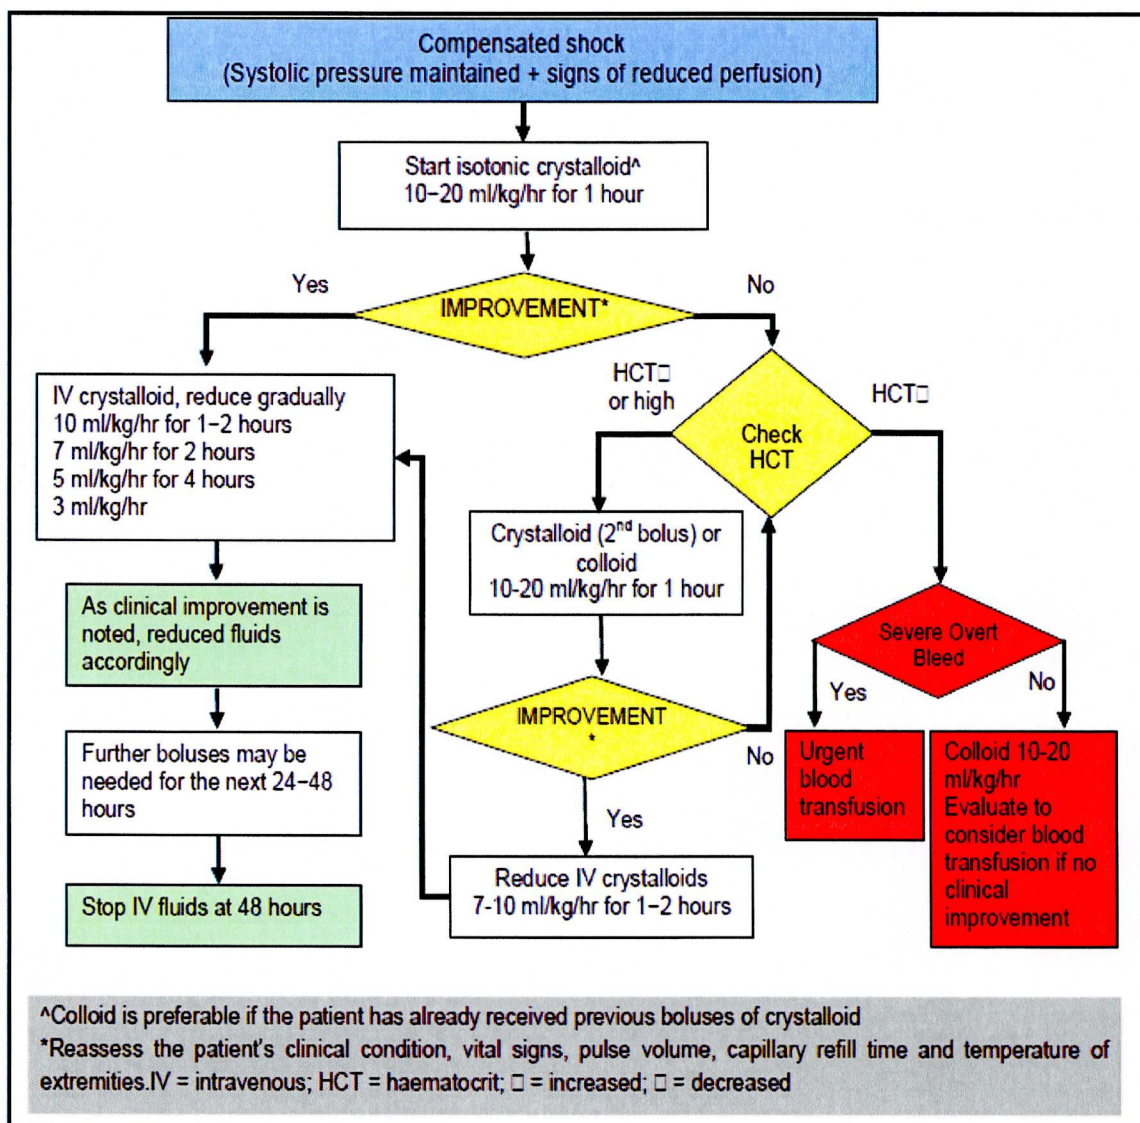 Compensated shock
(Systolic pressure maintained + signs of reduced perfusion)
Start isotonic crystalloid^
10−20 ml/kg/hr for 1 hour
Yes
IMPROVEMENT*
No
IV crystalloid, reduce gradually
10 ml/kg/hr for 1−2 hours
7 ml/kg/hr for 2 hours
5 ml/kg/hr for 4 hours
3 ml/kg/hr
HCT□
or high
Check
HCT
HCT□
Crystalloid (2nd bolus) or
colloid
10-20 ml/kg/hr for 1 hour
As clinical improvement is
noted, reduced fluids
accordingly
Severe Overt
Bleed
Yes
No
IMPROVEMENT
*
No
Further boluses may be
needed for the next 24−48
hours
Urgent
blood
transfusion
Colloid 10-20
ml/kg/hr
Evaluate to
consider blood
transfusion if no
clinical
improvement
Yes
Reduce IV crystalloids
7-10 ml/kg/hr for 1−2 hours
Stop IV fluids at 48 hours
^Colloid is preferable if the patient has already received previous boluses of crystalloid
*Reassess the patient's clinical condition, vital signs, pulse volume, capillary refill time and temperature of
extremities.IV = intravenous; HCT = haematocrit; □ = increased; □ = decreased